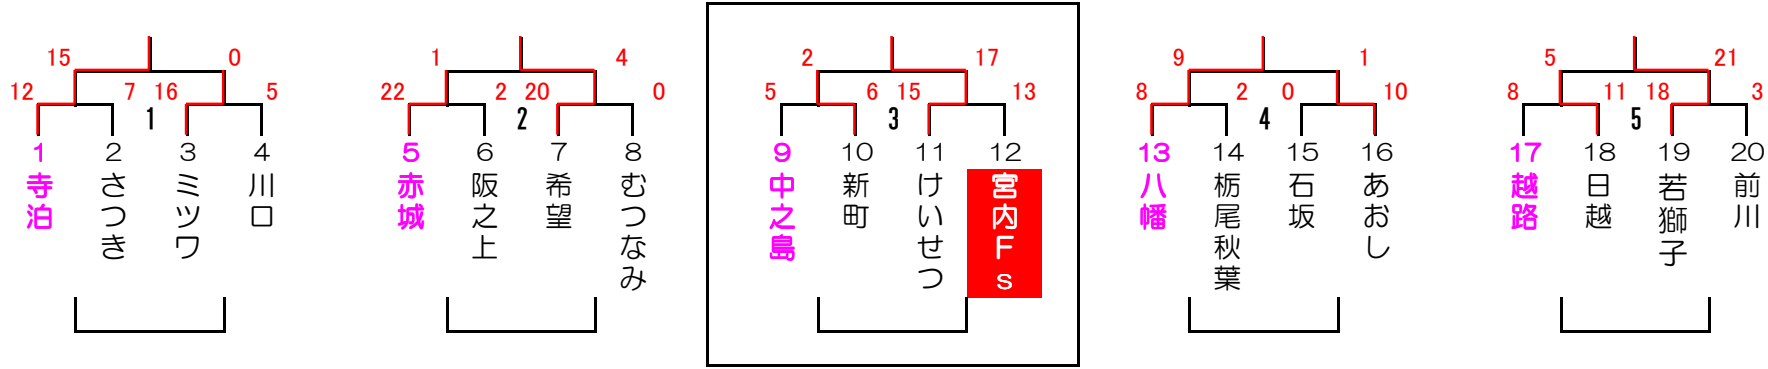 15 0
12 7 16 5
1
1 2 3 4
寺泊 さつき ミツワ 川口
1 4
22 2 20 0
2
5 6 7 8
赤城 阪之上 希望 むつなみ
2 17
5 6 15 13
3
9 10 11 12
中之島 新町 けいせつ 宮内Fs
9 1
8 2 0 10
4
13 14 15 16
八幡 栃尾秋葉 石坂 あおし
5 21
8 11 18 3
5
17 18 19 20
越路 日越 若獅子 前川